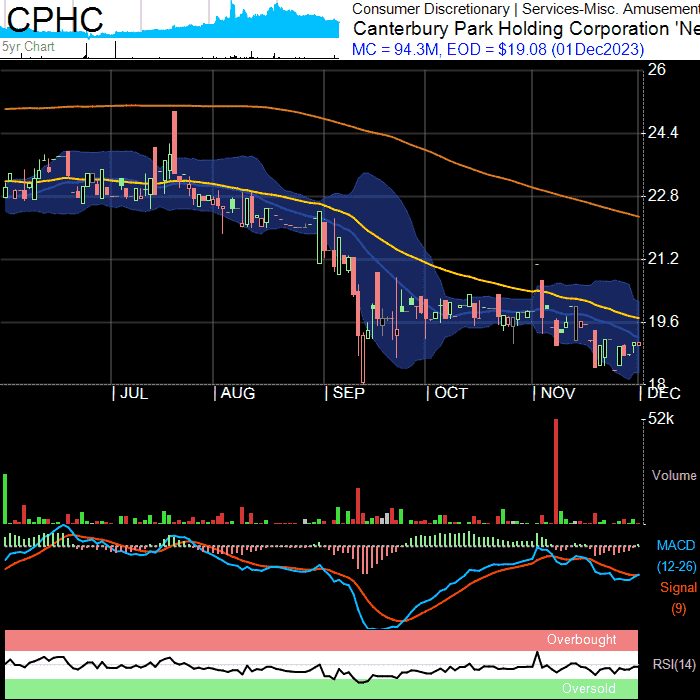 CPHC
5yr Chart
Consumer Discretionary | Services-Misc. Amusement
Canterbury Park Holding Corporation 'Ne
MC = 94.3M, EOD = $19.08 (01Dec2023)
26
24.4
22.8
21.2
19.6
18
JUL AUG SEP OCT NOV DEC
52k
Volume
MACD
(12-26)
Signal
(9)
Overbought
RSI(14)
Oversold